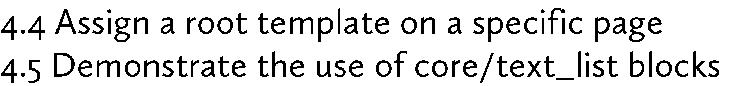 4.4 Assign a root template on a specific page
4.5 Demonstrate the use of core/text_list blocks